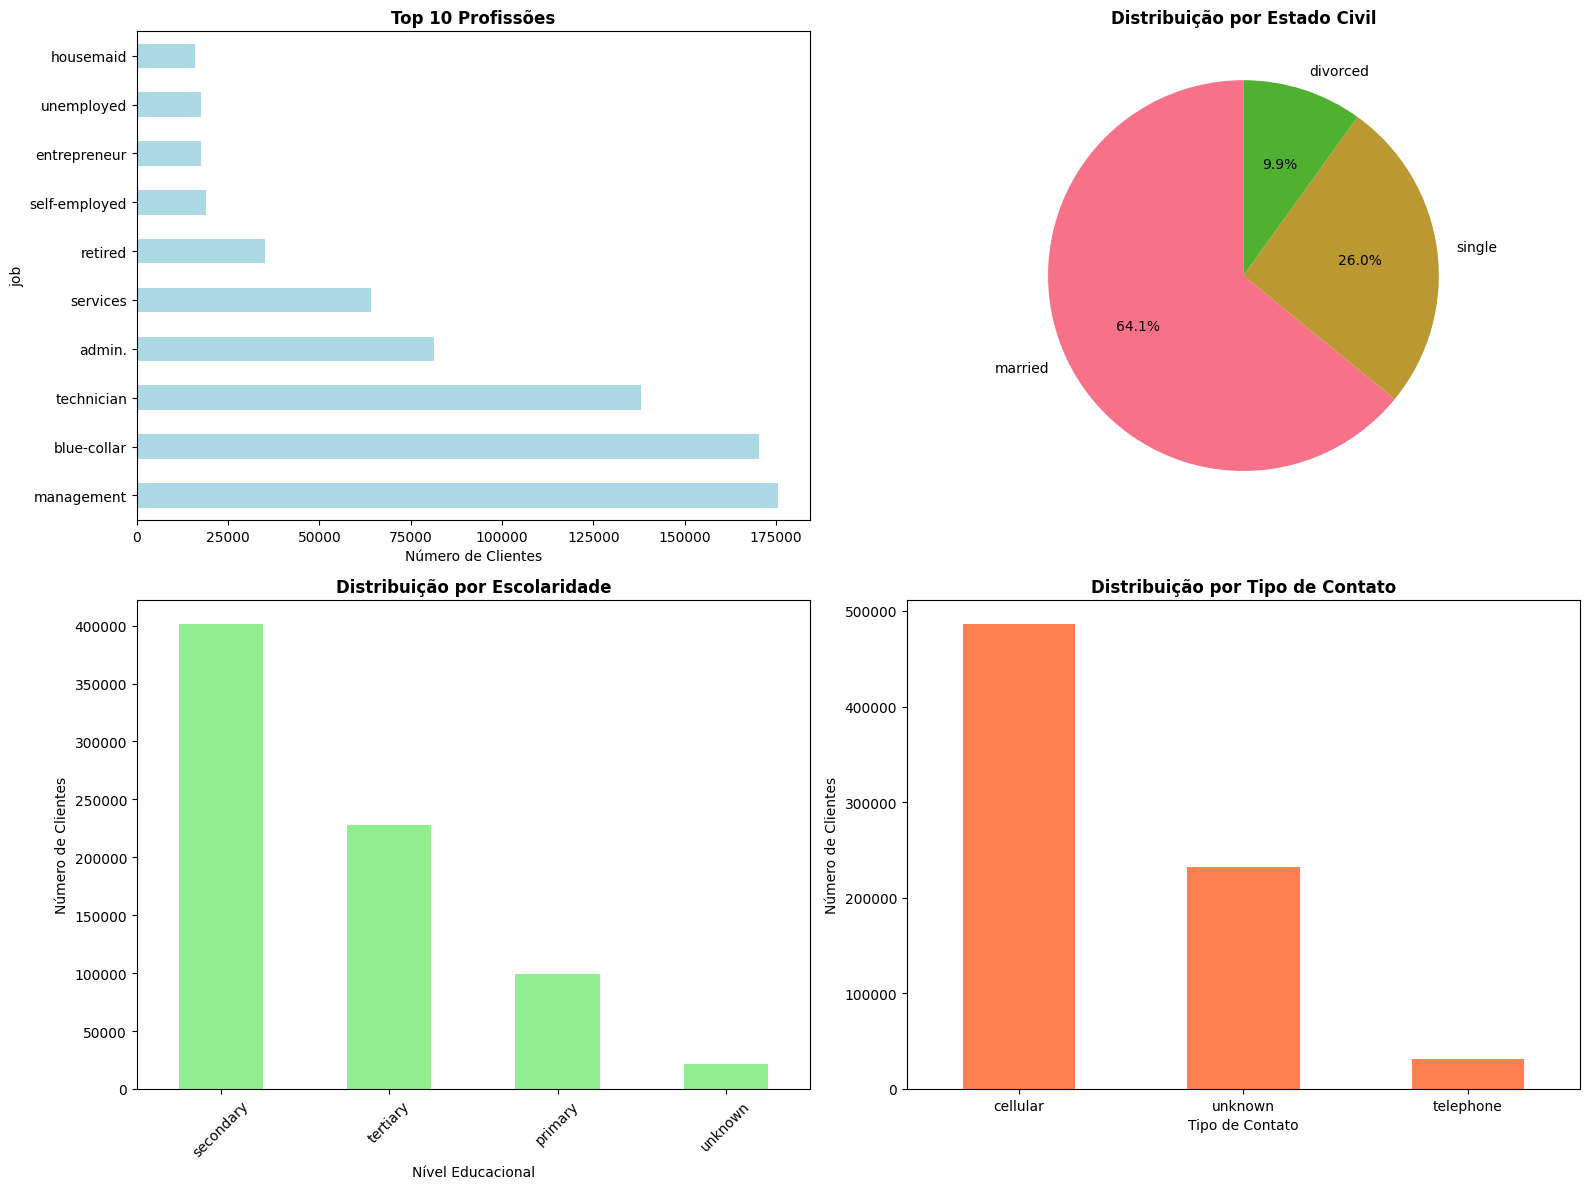 Top 10 Profissões
housemaid
unemployed
entrepreneur
self-employed
retired
services
admin.
technician
blue-collar
management
job
0 25000 50000 75000 100000 125000 150000 175000
Número de Clientes
Distribuição por Estado Civil
divorced
9.9%
single
26.0%
64.1%
married
Distribuição por Escolaridade
400000
350000
300000
250000
200000
150000
100000
50000
0
Número de Clientes
secondary tertiary primary unknown
Nível Educacional
Distribuição por Tipo de Contato
500000
400000
300000
200000
100000
0
Número de Clientes
cellular unknown telephone
Tipo de Contato